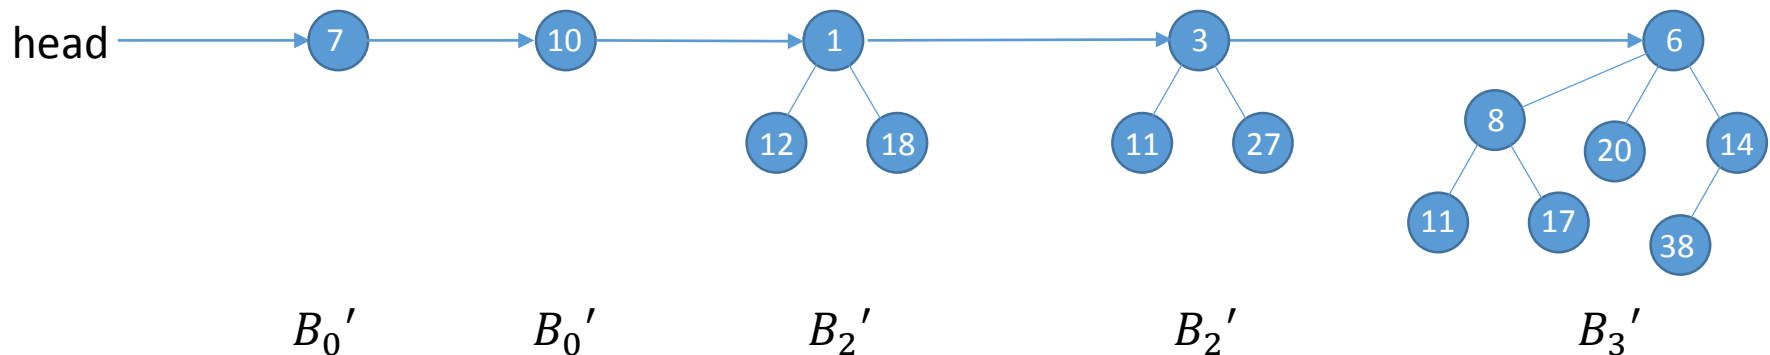 head 7 10 1 3 6
8
12 18 11 27 20 14
11 17
38
B₀′ B₀′ B₂′ B₂′ B₃′